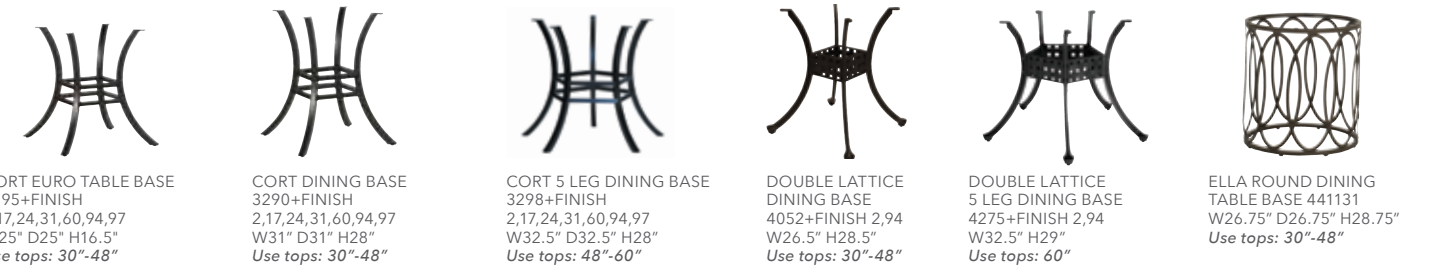 ORT EURO TABLE BASE
95+FINISH
17,24,31,60,94,97
25" D25" H16.5"
se tops: 30”-48”
CORT DINING BASE
3290+FINISH
2,17,24,31,60,94,97
W31” D31” H28”
Use tops: 30”-48”
CORT 5 LEG DINING BASE
3298+FINISH
2,17,24,31,60,94,97
W32.5” D32.5” H28”
Use tops: 48”-60”
DOUBLE LATTICE
DINING BASE
4052+FINISH 2,94
W26.5” H28.5”
Use tops: 30”-48”
DOUBLE LATTICE
5 LEG DINING BASE
4275+FINISH 2,94
W32.5” H29”
Use tops: 60”
ELLA ROUND DINING
TABLE BASE 441131
W26.75” D26.75” H28.75”
Use tops: 30”-48”